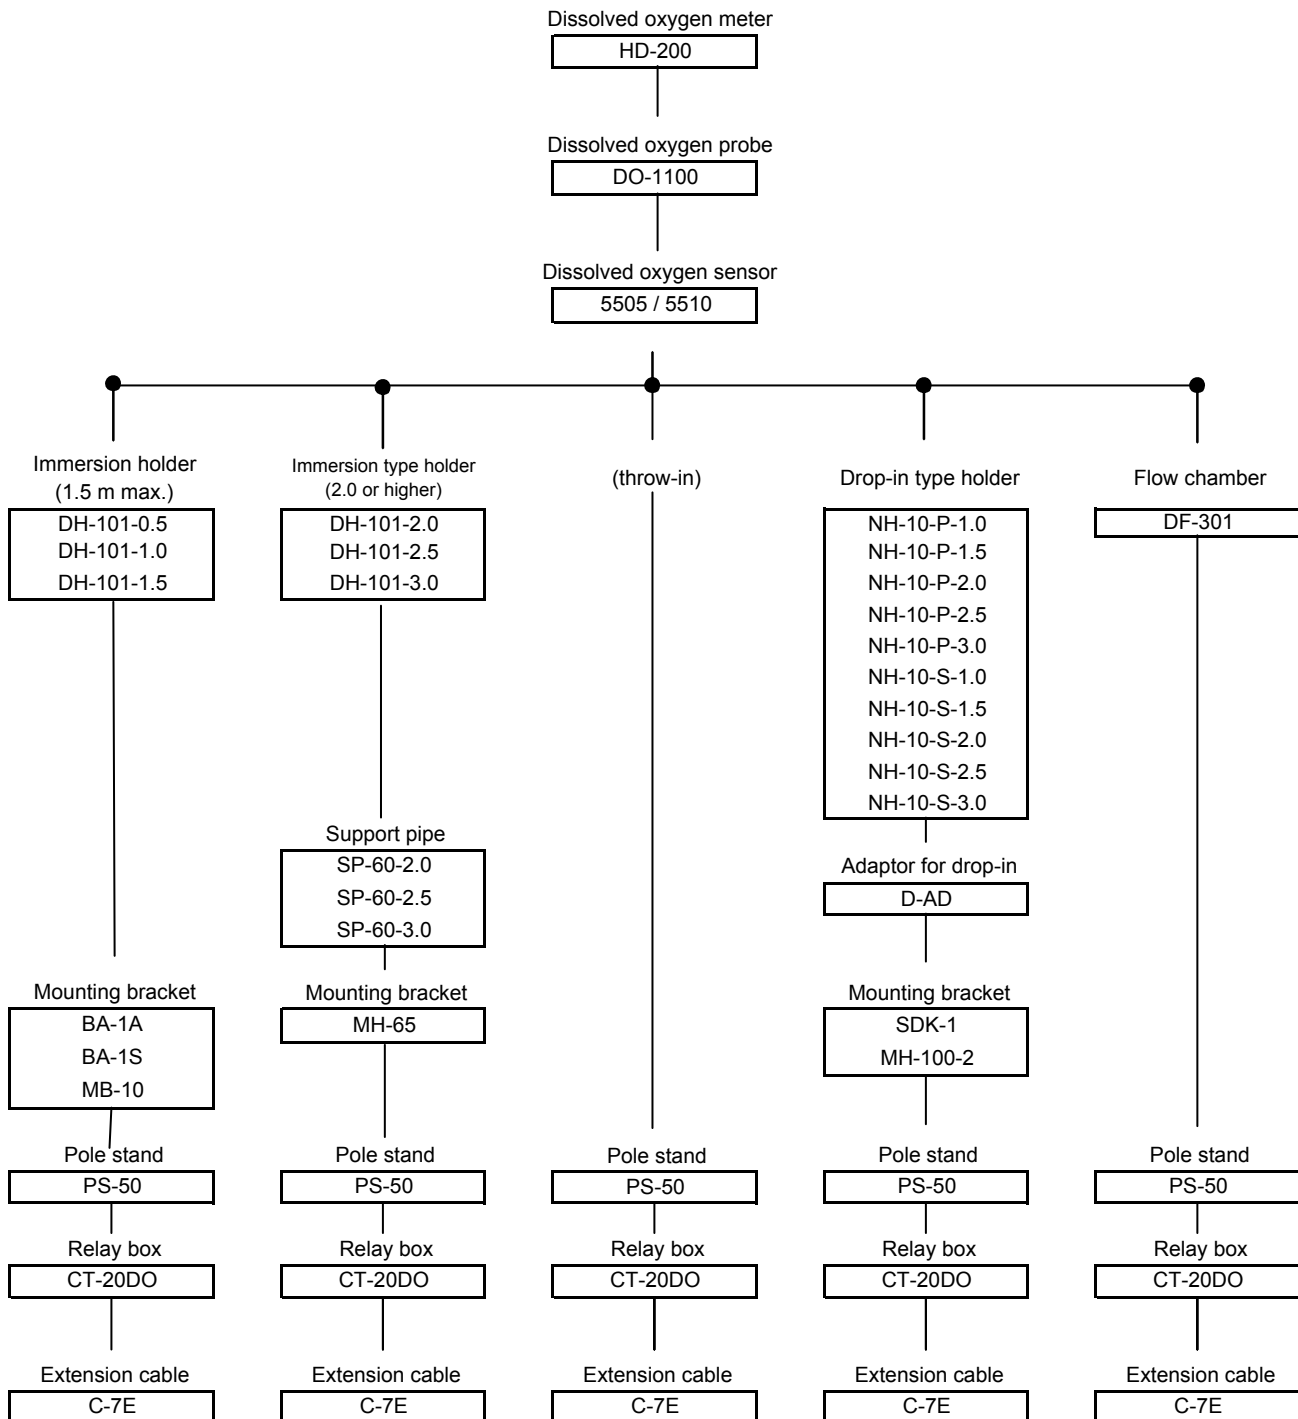 Dissolved oxygen meter
HD-200
Dissolved oxygen probe
DO-1100
Dissolved oxygen sensor
5505 / 5510
Immersion holder
(1.5 m max.)
DH-101-0.5
DH-101-1.0
DH-101-1.5
Mounting bracket
BA-1A
BA-1S
MB-10
Pole stand
PS-50
Relay box
CT-20DO
Extension cable
C-7E
Immersion type holder
(2.0 or higher)
DH-101-2.0
DH-101-2.5
DH-101-3.0
Support pipe
SP-60-2.0
SP-60-2.5
SP-60-3.0
Mounting bracket
MH-65
Pole stand
PS-50
Relay box
CT-20DO
Extension cable
C-7E
(throw-in)
Pole stand
PS-50
Relay box
CT-20DO
Extension cable
C-7E
Drop-in type holder
NH-10-P-1.0
NH-10-P-1.5
NH-10-P-2.0
NH-10-P-2.5
NH-10-P-3.0
NH-10-S-1.0
NH-10-S-1.5
NH-10-S-2.0
NH-10-S-2.5
NH-10-S-3.0
Adaptor for drop-in
D-AD
Mounting bracket
SDK-1
MH-100-2
Pole stand
PS-50
Relay box
CT-20DO
Extension cable
C-7E
Flow chamber
DF-301
Pole stand
PS-50
Relay box
CT-20DO
Extension cable
C-7E